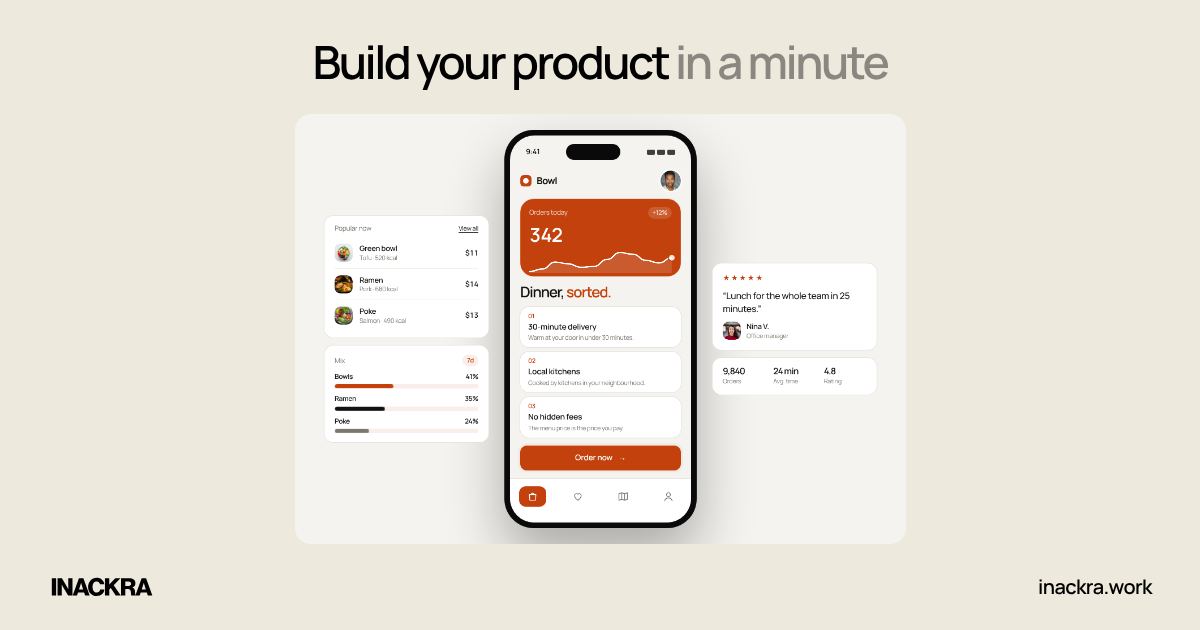 Build your product in a minute
Popular now View all
Green bowl
Tofu · 520 kcal
$11
Ramen
Pork · 680 kcal
$14
Poke
Salmon · 490 kcal
$13
Mix 7d
Bowls 41%
Ramen 35%
Poke 24%
9:41
Bowl
Orders today +12%
342
Dinner, sorted.
01
30-minute delivery
Warm at your door in under 30 minutes.
02
Local kitchens
Cooked by kitchens in your neighbourhood.
03
No hidden fees
The menu price is the price you pay.
Order now →
★★★★★
“Lunch for the whole team in 25
minutes.”
Nina V.
Office manager
9,840 24 min 4.8
Orders Avg. time Rating
INACKRA
inackra.work